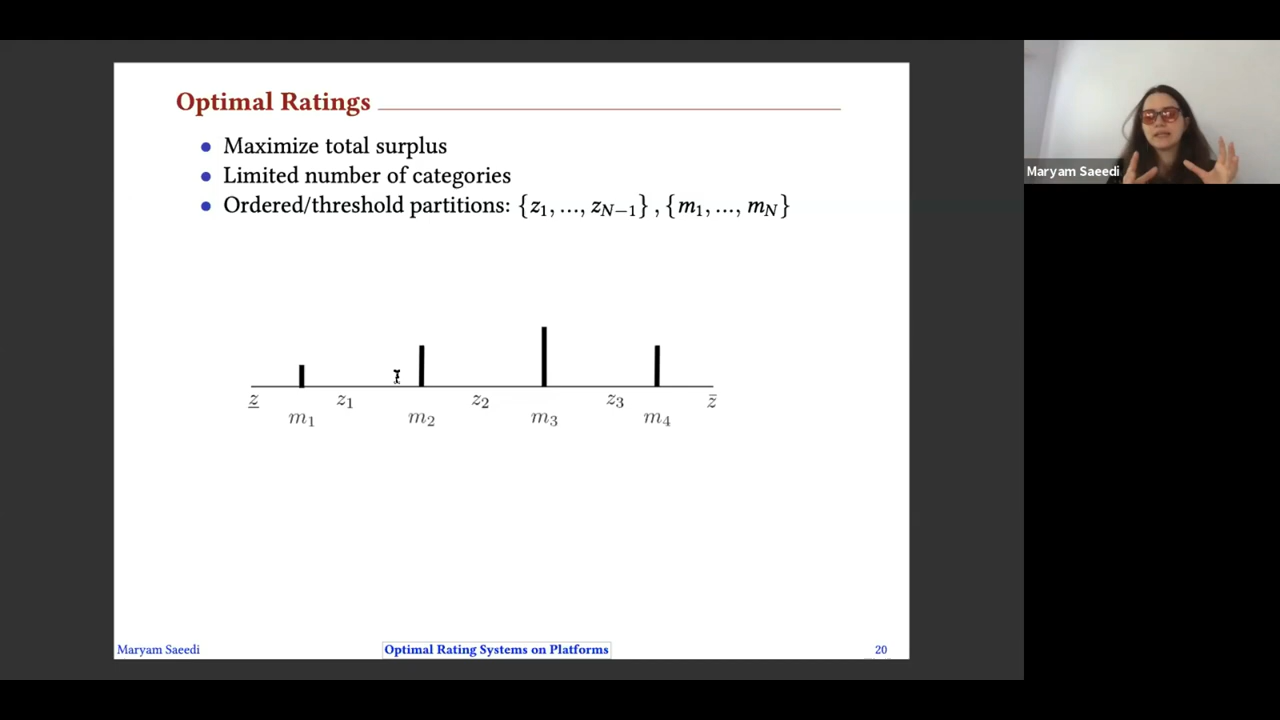 Optimal Ratings
Maximize total surplus
Limited number of categories
Ordered/threshold partitions: {z₁, ..., z_{N−1}} , {m₁, ..., m_N}
z̲ z₁ z₂ z₃ z̄
m₁ m₂ m₃ m₄
Maryam Saeedi Optimal Rating Systems on Platforms 20
Maryam Saeedi